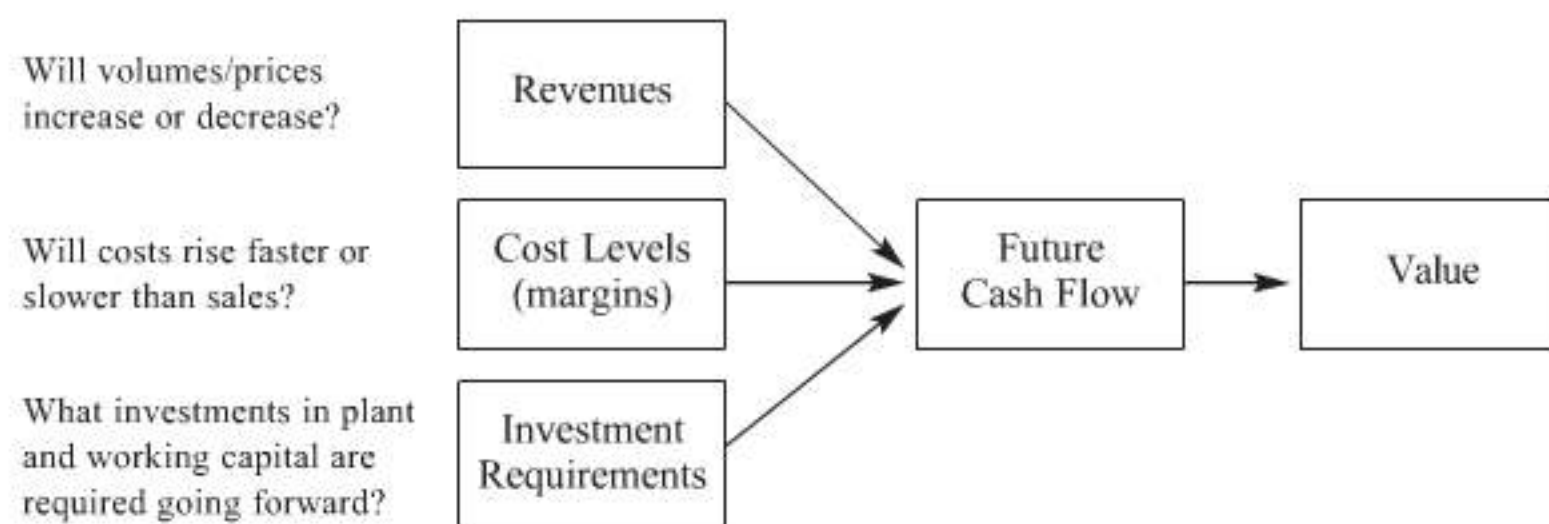 Will volumes/prices
increase or decrease?
Revenues
Will costs rise faster or
slower than sales?
Cost Levels
(margins)
Future
Cash Flow
Value
What investments in plant
and working capital are
required going forward?
Investment
Requirements